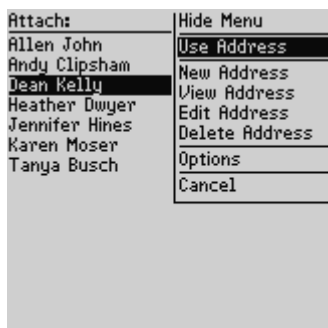 Attach:
Allen John
Andy Clipsham
Dean Kelly
Heather Dwyer
Jennifer Hines
Karen Moser
Tanya Busch
Hide Menu
Use Address
New Address
View Address
Edit Address
Delete Address
Options
Cancel